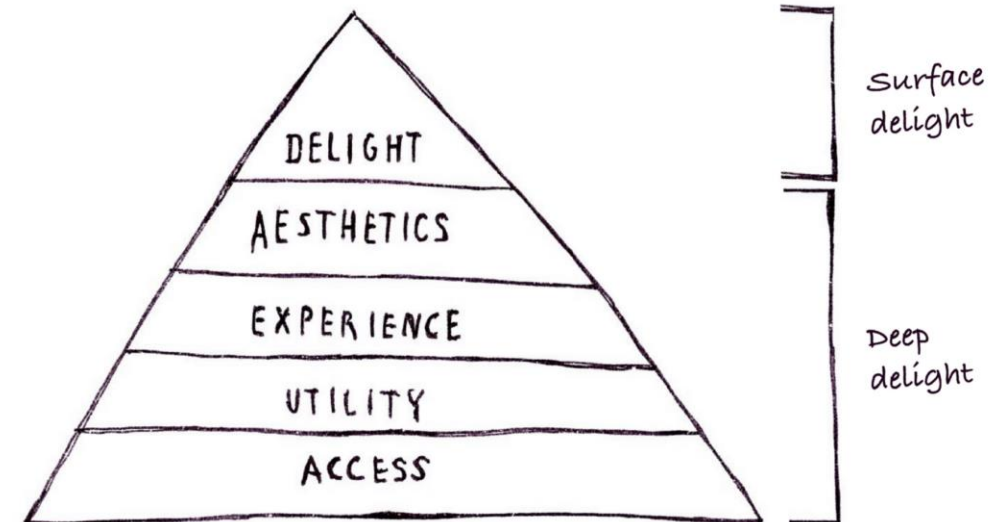 DELIGHT
AESTHETICS
EXPERIENCE
UTILITY
ACCESS
Surface
delight
Deep
delight